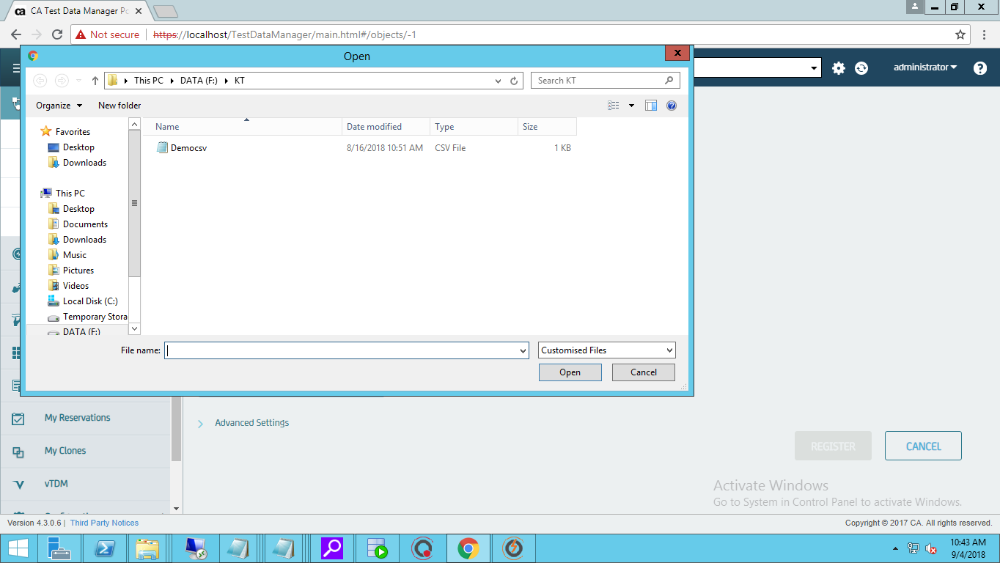 CA Test Data Manager Po
Not secure
https://localhost/TestDataManager/main.html#/objects/-1
Open
This PC
DATA (F:)
KT
Search KT
administrator
Organize
New folder
Name
Date modified
Type
Size
Democsv
8/16/2018 10:51 AM
CSV File
1 KB
Favorites
Desktop
Downloads
This PC
Desktop
Documents
Downloads
Music
Pictures
Videos
Local Disk (C:)
Temporary Stora
DATA (F:)
File name:
Customised Files
Open
Cancel
My Reservations
My Clones
vTDM
Advanced Settings
REGISTER
CANCEL
Activate Windows
Go to System in Control Panel to activate Windows.
Version 4.3.0.6 | Third Party Notices
Copyright © 2017 CA. All rights reserved.
10:43 AM
9/4/2018